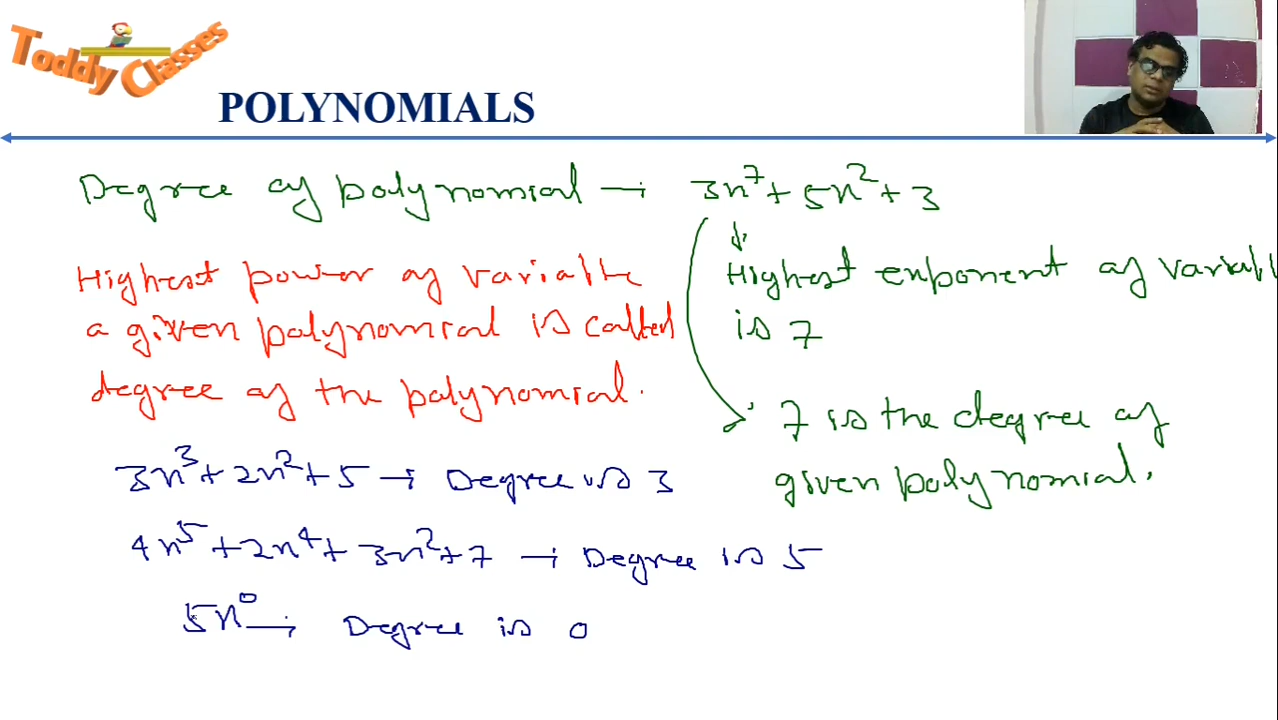 Toddy Classes
POLYNOMIALS
Degree of polynomial → 3x⁷ + 5x² + 3
Highest power of variable
a given polynomial is called
degree of the polynomial.
Highest exponent of variable
is 7
7 is the degree of
given polynomial.
3x³ + 2x² + 5 → Degree is 3
4x⁵ + 2x⁴ + 3x² + 7 → Degree is 5
5x⁰ → Degree is 0